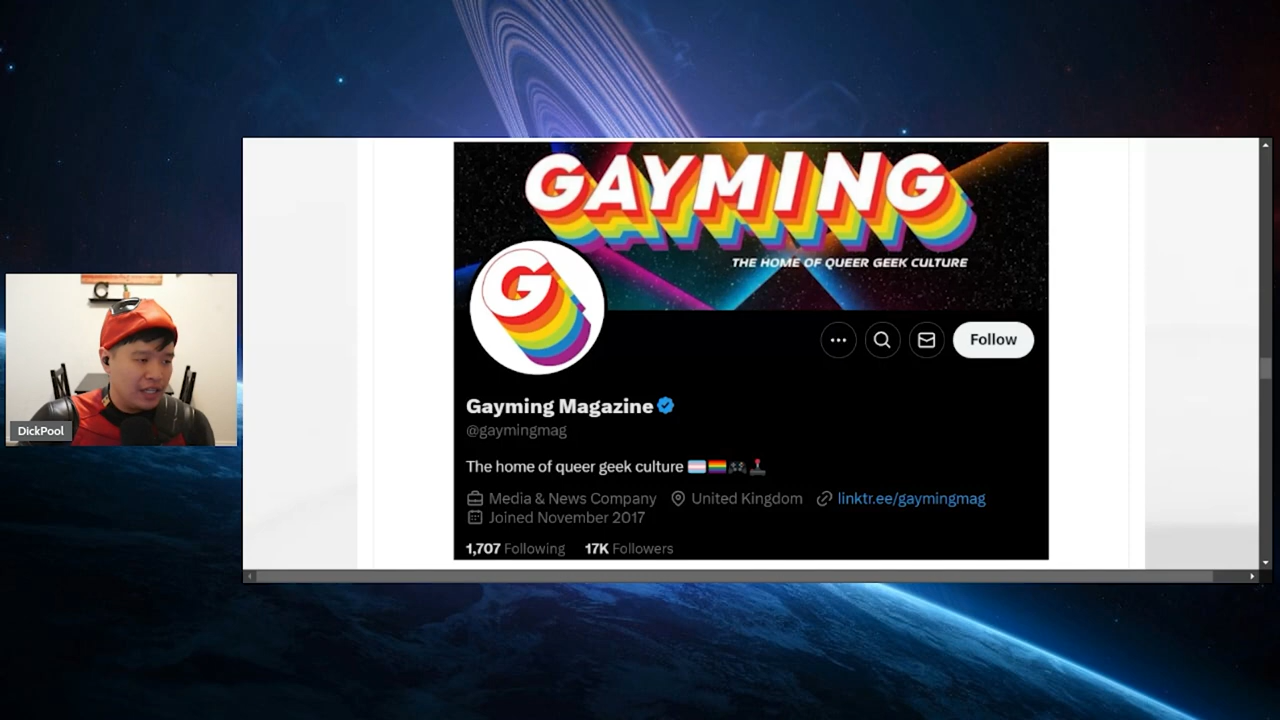 GAYMING
THE HOME OF QUEER GEEK CULTURE
G
Follow
Gayming Magazine
@gaymingmag
The home of queer geek culture
Media & News Company United Kingdom linktr.ee/gaymingmag
Joined November 2017
1,707 Following 17K Followers
DickPool